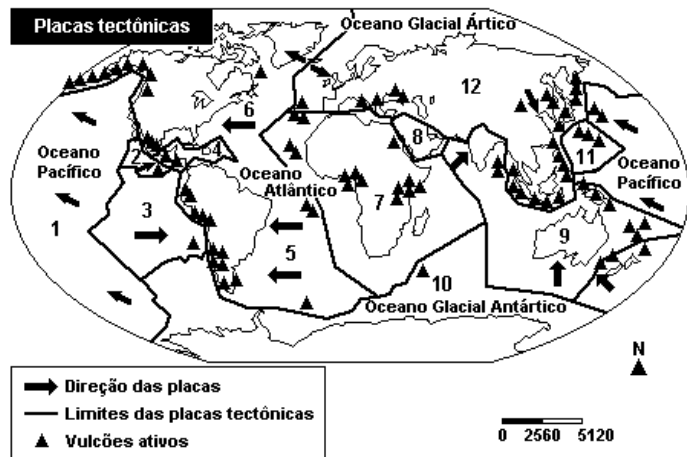 Placas tectônicas
Oceano Glacial Ártico
12
6
Oceano
Pacífico
2
4
8
11
Oceano
Atlântico
Oceano
Pacífico
1
3
7
5
9
10
Oceano Glacial Antártico
N
Direção das placas
Limites das placas tectônicas
Vulcões ativos
0 2560 5120